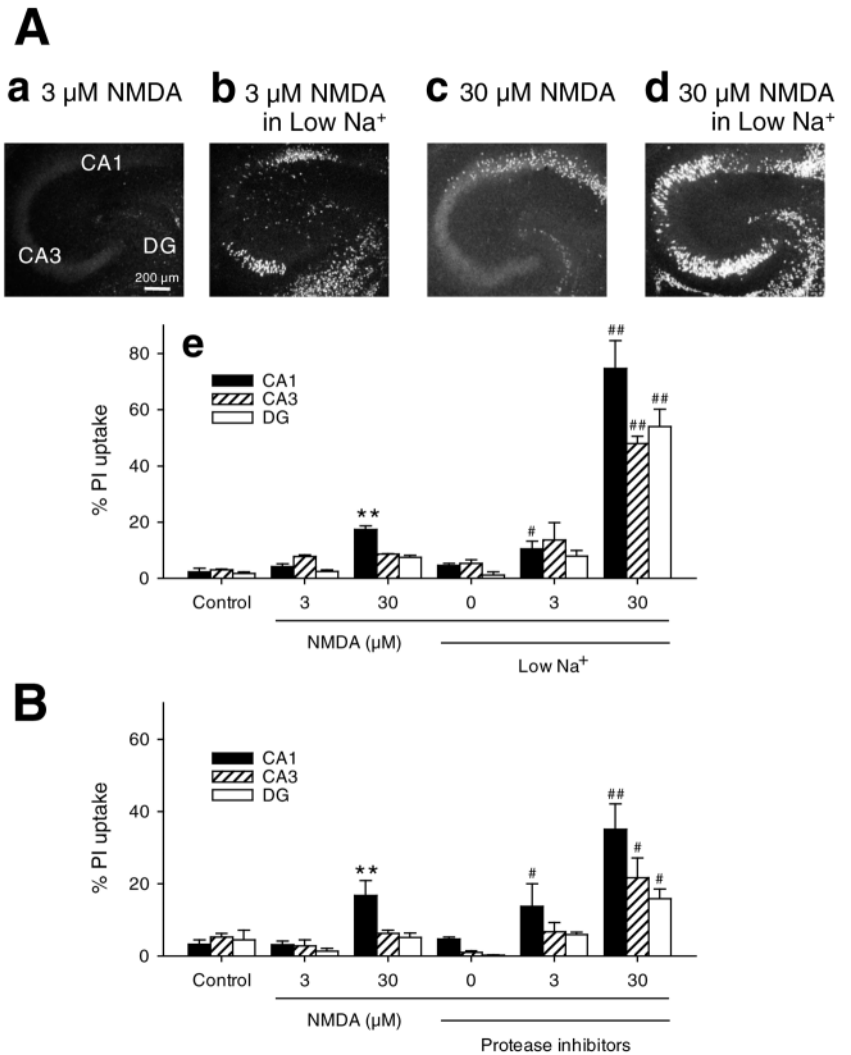 A
a 3 µM NMDA
b 3 µM NMDA
in Low Na⁺
c 30 µM NMDA
d 30 µM NMDA
in Low Na⁺
CA1
CA3
DG
200 µm
e
CA1
CA3
DG
% PI uptake
80
60
40
20
0
**
#
##
##
##
Control 3 30 0 3 30
NMDA (µM)
Low Na⁺
B
CA1
CA3
DG
% PI uptake
60
40
20
0
**
#
##
#
#
Control 3 30 0 3 30
NMDA (µM)
Protease inhibitors